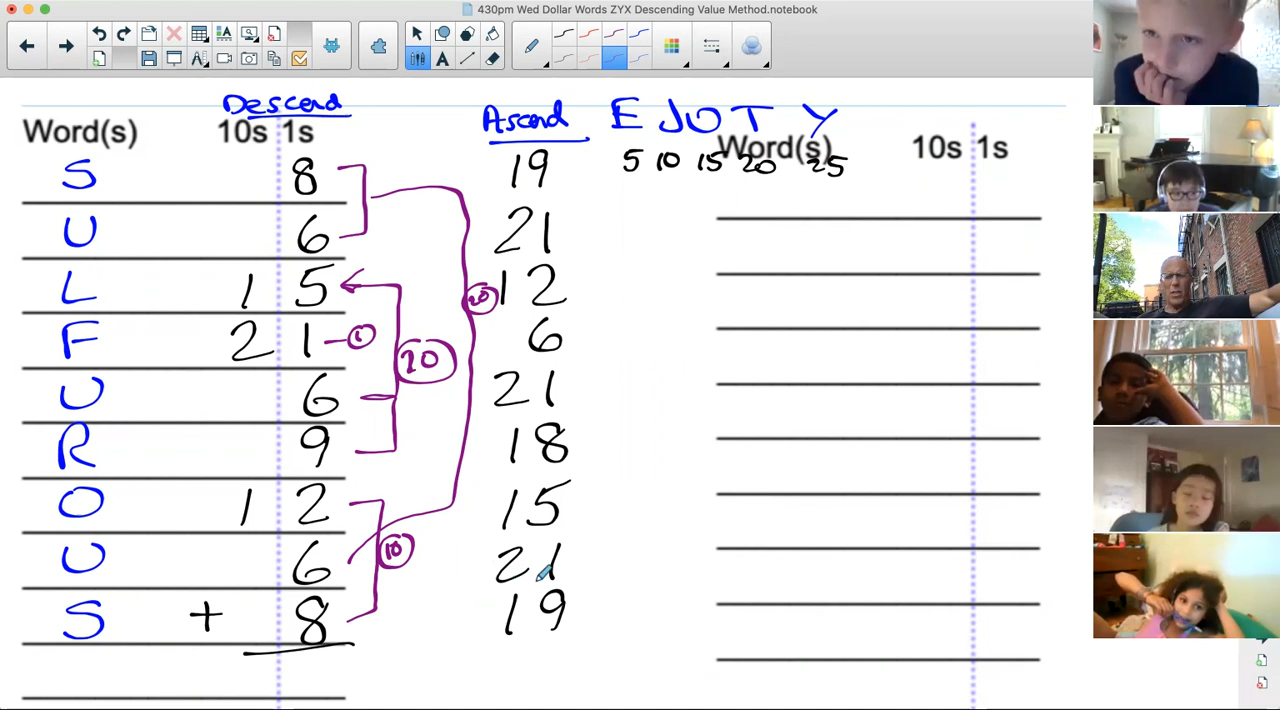 430pm Wed Dollar Words ZYX Descending Value Method.notebook
Descend
Ascend E J O T Y
Word(s) 10s 1s
5 10 15 20 25
Word(s) 10s 1s
S 8 19
U 6 21
L 1 5 12
F 2 1 6
U 6 21
R 9 18
O 1 2 15
U 6 21
S + 8 19
1
20
20
10